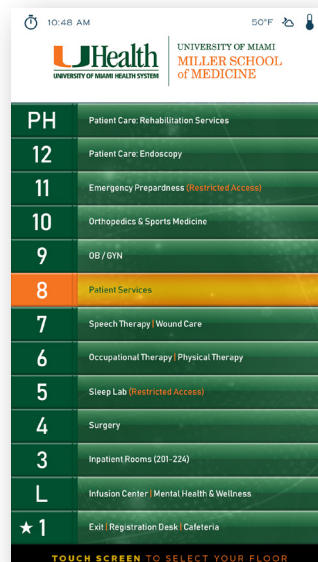 10:48 AM
50°F
UHealth
UNIVERSITY OF MIAMI HEALTH SYSTEM
UNIVERSITY OF MIAMI
MILLER SCHOOL
of MEDICINE
PH Patient Care: Rehabilitation Services
12 Patient Care: Endoscopy
11 Emergency Prepardness (Restricted Access)
10 Orthopedics & Sports Medicine
9 OB / GYN
8 Patient Services
7 Speech Therapy | Wound Care
6 Occupational Therapy | Physical Therapy
5 Sleep Lab (Restricted Access)
4 Surgery
3 Inpatient Rooms (201-224)
L Infusion Center | Mental Health & Wellness
★1 Exit | Registration Desk | Cafeteria
TOUCH SCREEN TO SELECT YOUR FLOOR